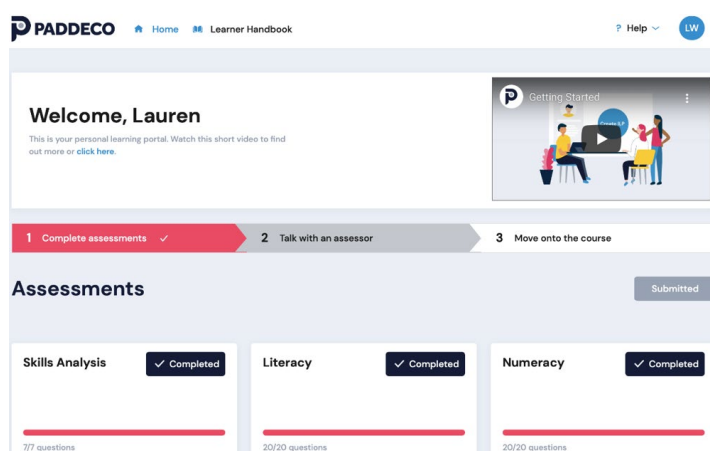 PADDECO Home Learner Handbook ? Help LW
Getting Started
Create ILP
Welcome, Lauren
This is your personal learning portal. Watch this short video to find
out more or click here.
1 Complete assessments ✓ 2 Talk with an assessor 3 Move onto the course
Assessments Submitted
Skills Analysis ✓ Completed Literacy ✓ Completed Numeracy ✓ Completed
7/7 questions 20/20 questions 20/20 questions